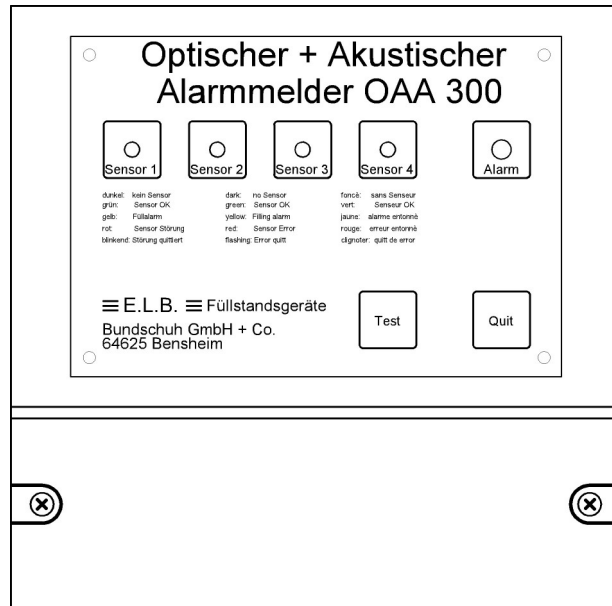 Optischer + Akustischer
Alarmmelder OAA 300
Sensor 1 Sensor 2 Sensor 3 Sensor 4 Alarm
dunkel: kein Sensor dark: no Sensor foncè: sans Senseur
grün: Sensor OK green: Sensor OK vert: Senseur OK
gelb: Füllalarm yellow: Filling alarm jaune: alarme entonnè
rot: Sensor Störung red: Sensor Error rouge: erreur entonnè
blinkend: Störung quittiert flashing: Error quitt clignoter: quitt de error
E.L.B. Füllstandsgeräte
Bundschuh GmbH + Co.
64625 Bensheim
Test Quit